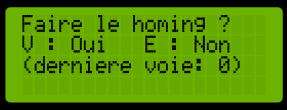 Faire le homing ?
V : Oui   E : Non
(derniere voie: 0)